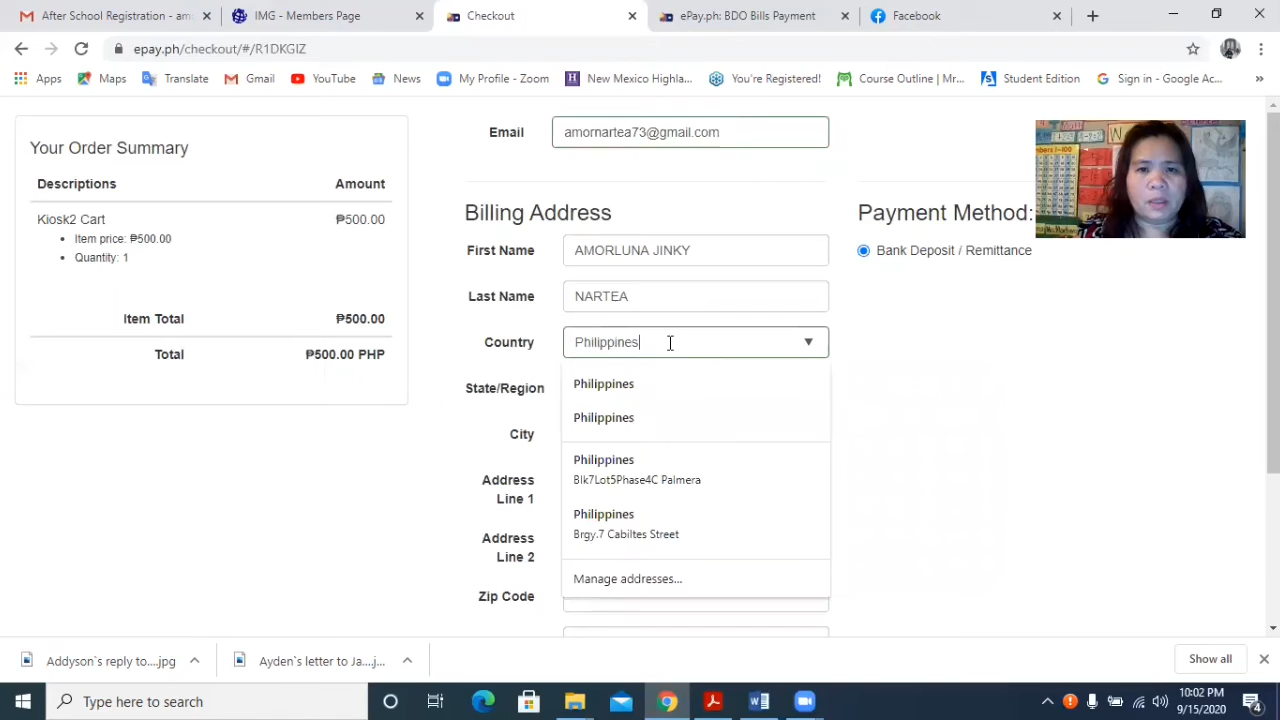 After School Registration - am
IMG - Members Page
Checkout
ePay.ph: BDO Bills Payment
Facebook
epay.ph/checkout/#/R1DKGIZ
Apps
Maps
Translate
Gmail
YouTube
News
My Profile - Zoom
New Mexico Highla...
You're Registered!
Course Outline | Mr...
Student Edition
Sign in - Google Ac...
»
Your Order Summary
Descriptions
Amount
Kiosk2 Cart
₱500.00
Item price: ₱500.00
Quantity: 1
Item Total
₱500.00
Total
₱500.00 PHP
Email
amornartea73@gmail.com
Billing Address
First Name
AMORLUNA JINKY
Last Name
NARTEA
Country
Philippines
State/Region
City
Address
Line 1
Address
Line 2
Zip Code
Philippines
Philippines
Philippines
Blk7Lot5Phase4C Palmera
Philippines
Brgy.7 Cabiltes Street
Manage addresses...
Payment Method:
Bank Deposit / Remittance
Numbers 1-100
Addyson`s reply to....jpg
Ayden`s letter to Ja....j...
Show all
Type here to search
10:02 PM
9/15/2020
4